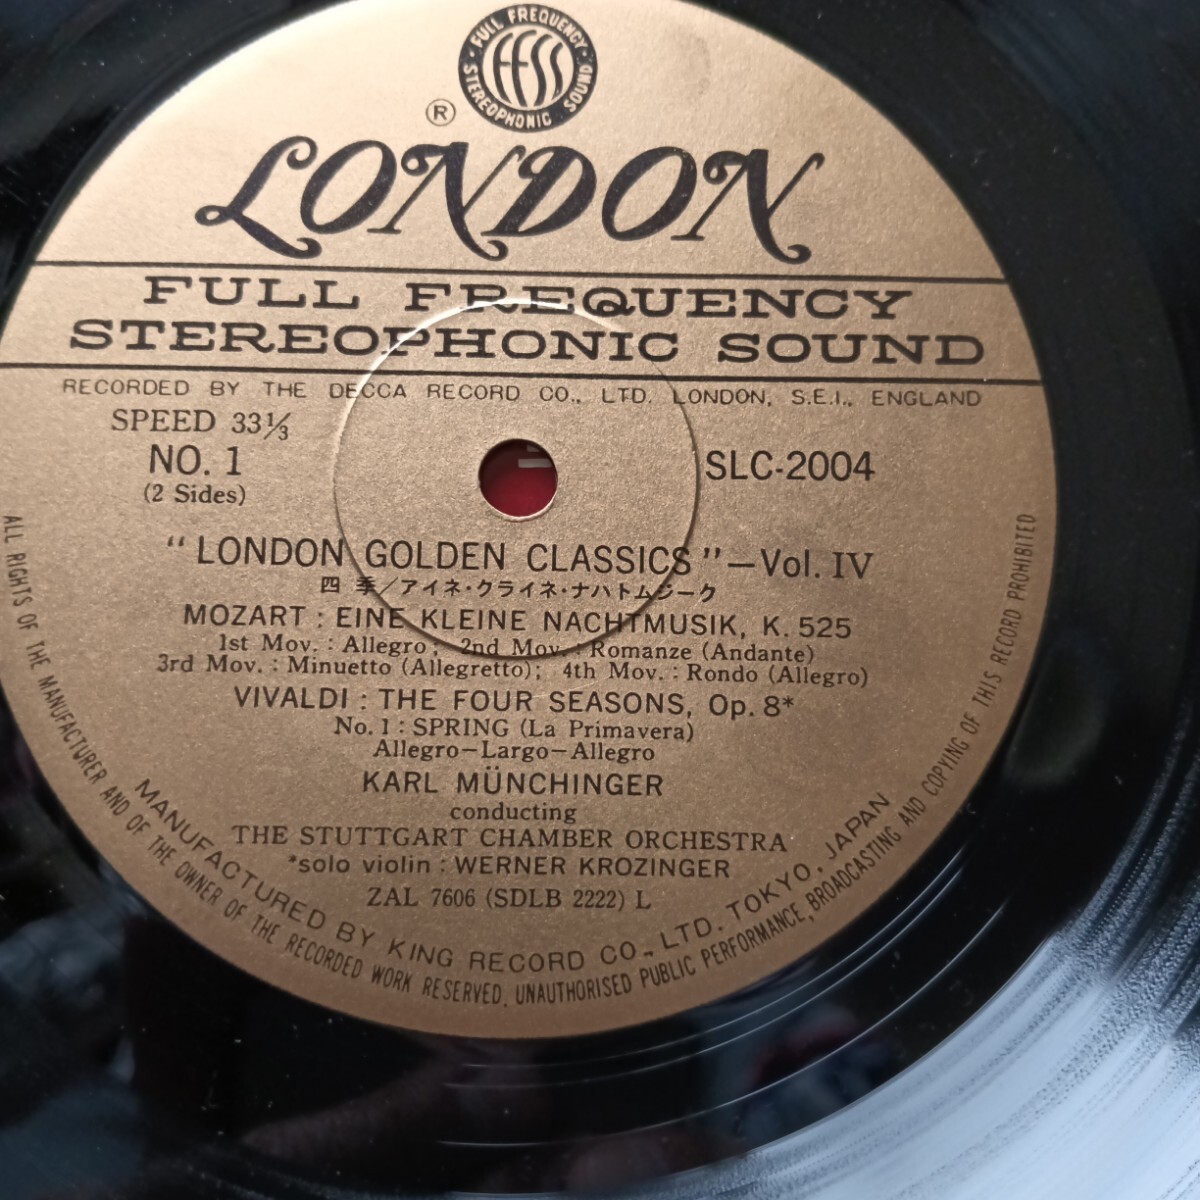 FULL FREQUENCY STEREOPHONIC SOUND
FFSS
®
LONDON
FULL FREQUENCY
STEREOPHONIC SOUND
RECORDED BY THE DECCA RECORD CO., LTD. LONDON, S.E.I., ENGLAND
SPEED 33⅓
NO. 1
(2 Sides)
SLC-2004
“LONDON GOLDEN CLASSICS”—Vol. IV
四季／アイネ・クライネ・ナハトムジーク
MOZART : EINE KLEINE NACHTMUSIK, K. 525
1st Mov. : Allegro; 2nd Mov. : Romanze (Andante)
3rd Mov. : Minuetto (Allegretto); 4th Mov. : Rondo (Allegro)
VIVALDI : THE FOUR SEASONS, Op. 8*
No. 1 : SPRING (La Primavera)
Allegro—Largo—Allegro
KARL MÜNCHINGER
conducting
THE STUTTGART CHAMBER ORCHESTRA
*solo violin : WERNER KROZINGER
ZAL 7606 (SDLB 2222) L
MANUFACTURED BY KING RECORD CO., LTD. TOKYO, JAPAN
ALL RIGHTS OF THE MANUFACTURER AND OF THE OWNER OF THE RECORDED WORK RESERVED. UNAUTHORISED PUBLIC PERFORMANCE, BROADCASTING AND COPYING OF THIS RECORD PROHIBITED